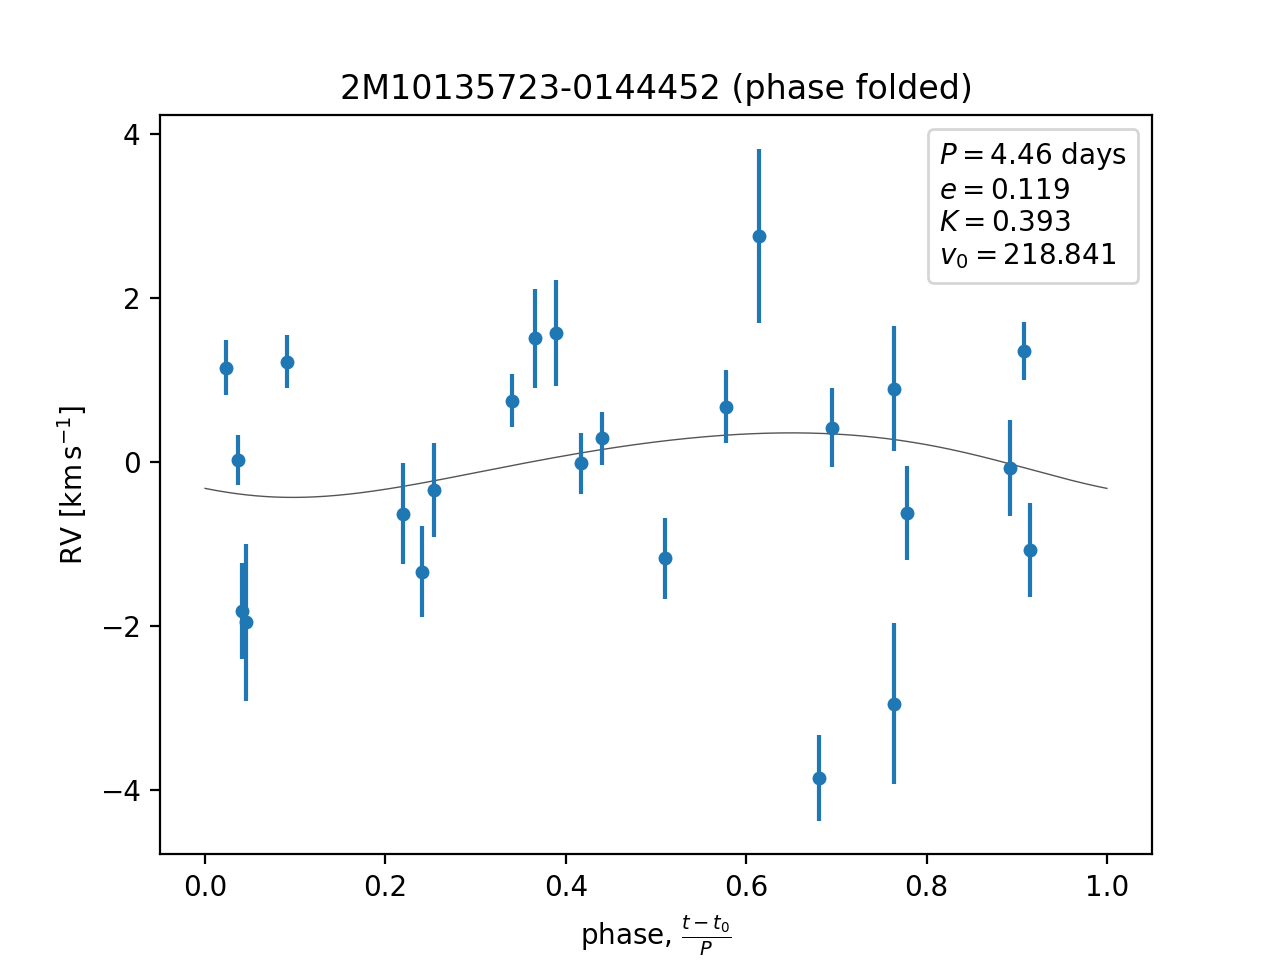 2M10135723-0144452 (phase folded)
P = 4.46 days
e = 0.119
K = 0.393
v₀ = 218.841
4
2
0
−2
−4
RV [km s⁻¹]
0.0 0.2 0.4 0.6 0.8 1.0
phase, (t − t₀)/P